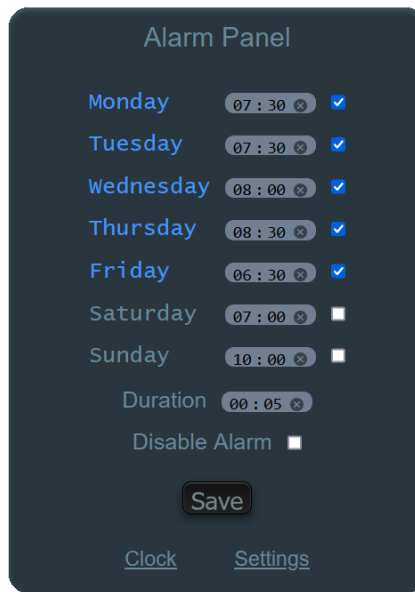 Alarm Panel
Monday 07:30
Tuesday 07:30
Wednesday 08:00
Thursday 08:30
Friday 06:30
Saturday 07:00
Sunday 10:00
Duration 00:05
Disable Alarm
Save
Clock Settings